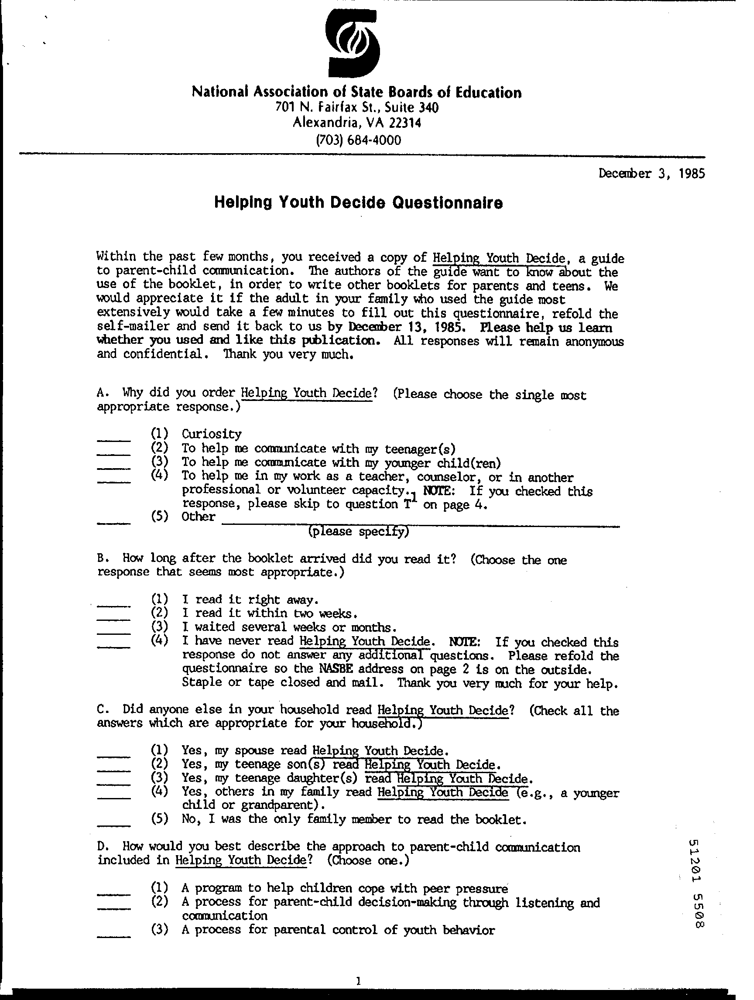 National Association of State Boards of Education
701 N. Fairfax St., Suite 340
Alexandria, VA 22314
(703) 684-4000
December 3, 1985
Helping Youth Decide Questionnaire
Within the past few months, you received a copy of Helping Youth Decide, a guide
to parent-child communication. The authors of the guide want to know about the
use of the booklet, in order to write other booklets for parents and teens. We
would appreciate it if the adult in your family who used the guide most
extensively would take a few minutes to fill out this questionnaire, refold the
self-mailer and send it back to us by December 13, 1985. Please help us learn
whether you used and like this publication. All responses will remain anonymous
and confidential. Thank you very much.
A. Why did you order Helping Youth Decide? (Please choose the single most
appropriate response.)
____ (1) Curiosity
____ (2) To help me communicate with my teenager(s)
____ (3) To help me communicate with my younger child(ren)
____ (4) To help me in my work as a teacher, counselor, or in another
professional or volunteer capacity. NOTE: If you checked this
response, please skip to question T1 on page 4.
____ (5) Other ____
(please specify)
B. How long after the booklet arrived did you read it? (Choose the one
response that seems most appropriate.)
____ (1) I read it right away.
____ (2) I read it within two weeks.
____ (3) I waited several weeks or months.
____ (4) I have never read Helping Youth Decide. NOTE: If you checked this
response do not answer any additional questions. Please refold the
questionnaire so the NASBE address on page 2 is on the outside.
Staple or tape closed and mail. Thank you very much for your help.
C. Did anyone else in your household read Helping Youth Decide? (Check all the
answers which are appropriate for your household.)
____ (1) Yes, my spouse read Helping Youth Decide.
____ (2) Yes, my teenage son(s) read Helping Youth Decide.
____ (3) Yes, my teenage daughter(s) read Helping Youth Decide.
____ (4) Yes, others in my family read Helping Youth Decide (e.g., a younger
child or grandparent).
____ (5) No, I was the only family member to read the booklet.
D. How would you best describe the approach to parent-child communication
included in Helping Youth Decide? (Choose one.)
____ (1) A program to help children cope with peer pressure
____ (2) A process for parent-child decision-making through listening and
communication
____ (3) A process for parental control of youth behavior
51201 5508
1